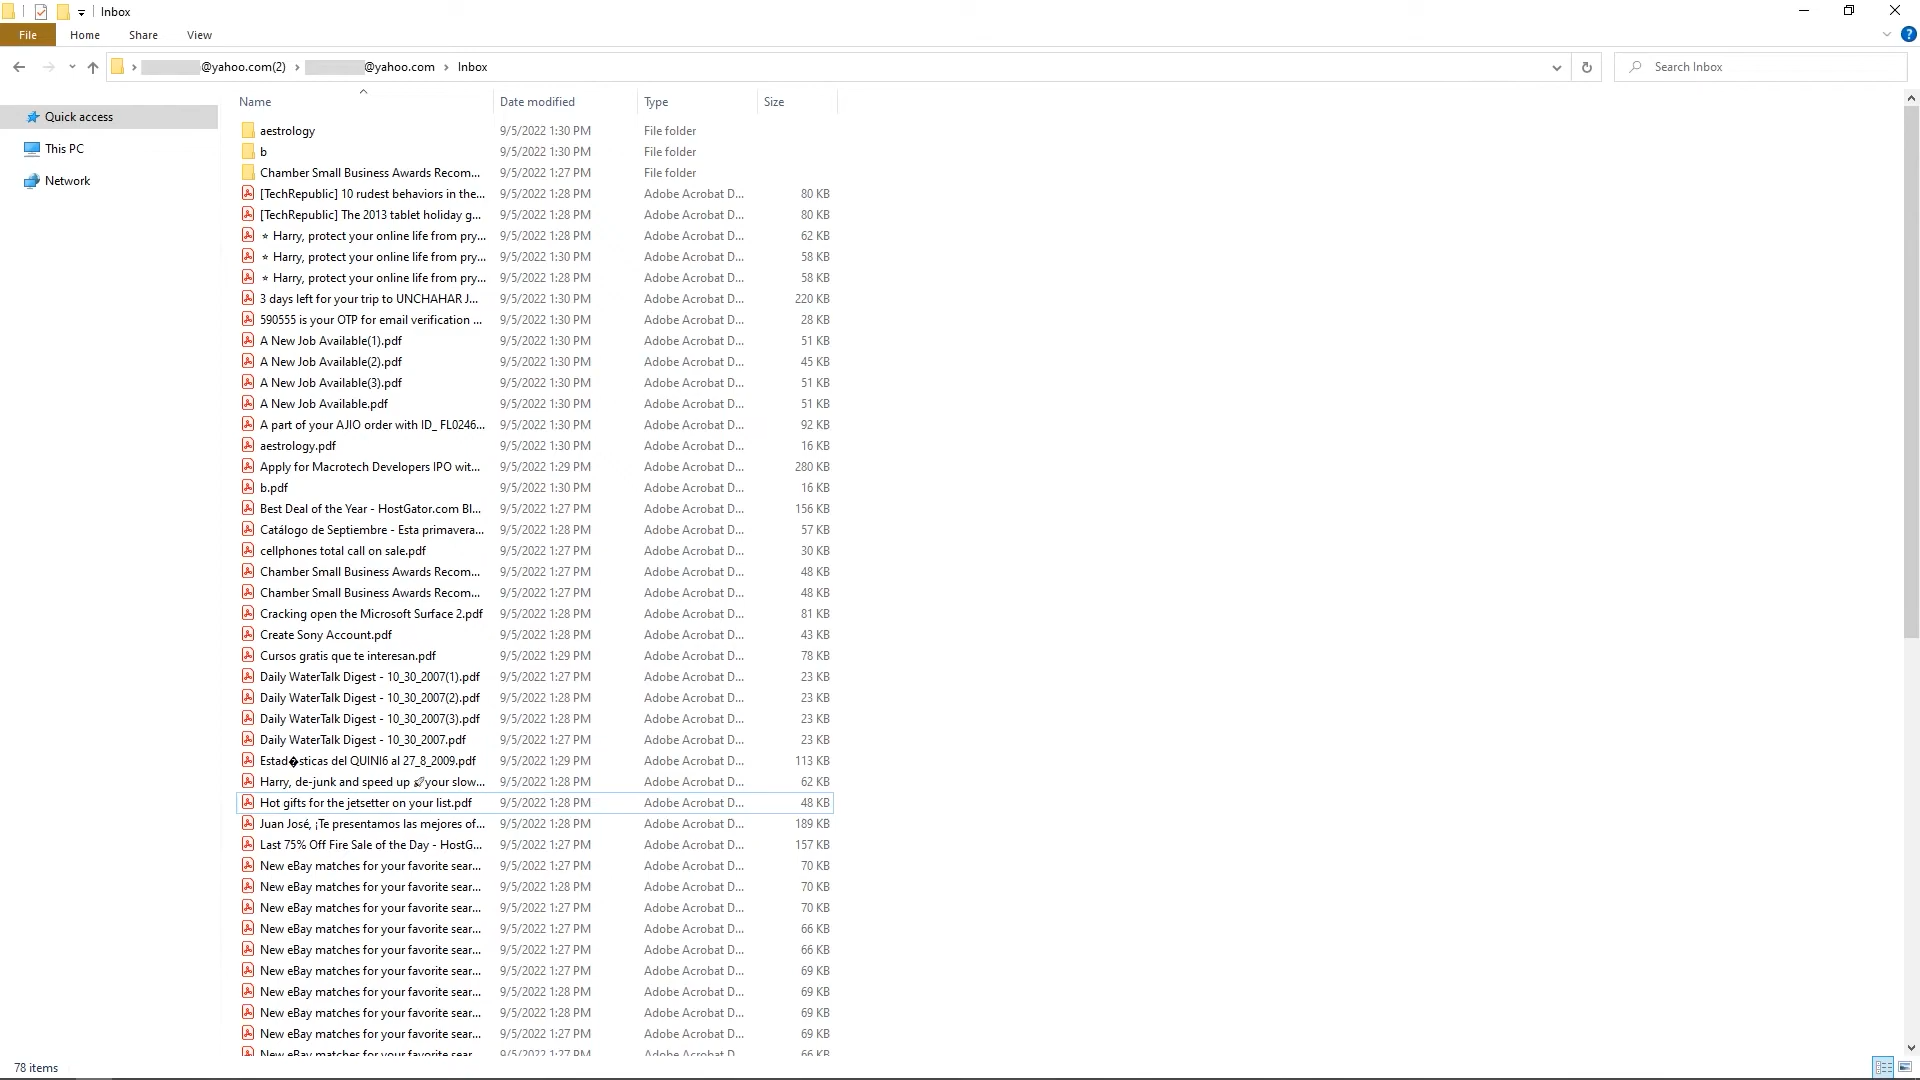 Inbox
File Home Share View
@yahoo.com(2) @yahoo.com Inbox Search Inbox
Name Date modified Type Size
Quick access
This PC
Network
aestrology 9/5/2022 1:30 PM File folder
b 9/5/2022 1:30 PM File folder
Chamber Small Business Awards Recom... 9/5/2022 1:27 PM File folder
[TechRepublic] 10 rudest behaviors in the... 9/5/2022 1:28 PM Adobe Acrobat D... 80 KB
[TechRepublic] The 2013 tablet holiday g... 9/5/2022 1:28 PM Adobe Acrobat D... 80 KB
⭐ Harry, protect your online life from pry... 9/5/2022 1:28 PM Adobe Acrobat D... 62 KB
⭐ Harry, protect your online life from pry... 9/5/2022 1:30 PM Adobe Acrobat D... 58 KB
⭐ Harry, protect your online life from pry... 9/5/2022 1:28 PM Adobe Acrobat D... 58 KB
3 days left for your trip to UNCHAHAR J... 9/5/2022 1:30 PM Adobe Acrobat D... 220 KB
590555 is your OTP for email verification ... 9/5/2022 1:30 PM Adobe Acrobat D... 28 KB
A New Job Available(1).pdf 9/5/2022 1:30 PM Adobe Acrobat D... 51 KB
A New Job Available(2).pdf 9/5/2022 1:30 PM Adobe Acrobat D... 45 KB
A New Job Available(3).pdf 9/5/2022 1:30 PM Adobe Acrobat D... 51 KB
A New Job Available.pdf 9/5/2022 1:30 PM Adobe Acrobat D... 51 KB
A part of your AJIO order with ID_ FL0246... 9/5/2022 1:30 PM Adobe Acrobat D... 92 KB
aestrology.pdf 9/5/2022 1:30 PM Adobe Acrobat D... 16 KB
Apply for Macrotech Developers IPO wit... 9/5/2022 1:29 PM Adobe Acrobat D... 280 KB
b.pdf 9/5/2022 1:30 PM Adobe Acrobat D... 16 KB
Best Deal of the Year - HostGator.com Bl... 9/5/2022 1:27 PM Adobe Acrobat D... 156 KB
Catálogo de Septiembre - Esta primavera... 9/5/2022 1:28 PM Adobe Acrobat D... 57 KB
cellphones total call on sale.pdf 9/5/2022 1:27 PM Adobe Acrobat D... 30 KB
Chamber Small Business Awards Recom... 9/5/2022 1:27 PM Adobe Acrobat D... 48 KB
Chamber Small Business Awards Recom... 9/5/2022 1:27 PM Adobe Acrobat D... 48 KB
Cracking open the Microsoft Surface 2.pdf 9/5/2022 1:28 PM Adobe Acrobat D... 81 KB
Create Sony Account.pdf 9/5/2022 1:28 PM Adobe Acrobat D... 43 KB
Cursos gratis que te interesan.pdf 9/5/2022 1:29 PM Adobe Acrobat D... 78 KB
Daily WaterTalk Digest - 10_30_2007(1).pdf 9/5/2022 1:27 PM Adobe Acrobat D... 23 KB
Daily WaterTalk Digest - 10_30_2007(2).pdf 9/5/2022 1:28 PM Adobe Acrobat D... 23 KB
Daily WaterTalk Digest - 10_30_2007(3).pdf 9/5/2022 1:28 PM Adobe Acrobat D... 23 KB
Daily WaterTalk Digest - 10_30_2007.pdf 9/5/2022 1:27 PM Adobe Acrobat D... 23 KB
Estad�sticas del QUINI6 al 27_8_2009.pdf 9/5/2022 1:29 PM Adobe Acrobat D... 113 KB
Harry, de-junk and speed up 🚀your slow... 9/5/2022 1:28 PM Adobe Acrobat D... 62 KB
Hot gifts for the jetsetter on your list.pdf 9/5/2022 1:28 PM Adobe Acrobat D... 48 KB
Juan José, ¡Te presentamos las mejores of... 9/5/2022 1:28 PM Adobe Acrobat D... 189 KB
Last 75% Off Fire Sale of the Day - HostG... 9/5/2022 1:27 PM Adobe Acrobat D... 157 KB
New eBay matches for your favorite sear... 9/5/2022 1:27 PM Adobe Acrobat D... 70 KB
New eBay matches for your favorite sear... 9/5/2022 1:28 PM Adobe Acrobat D... 70 KB
New eBay matches for your favorite sear... 9/5/2022 1:27 PM Adobe Acrobat D... 70 KB
New eBay matches for your favorite sear... 9/5/2022 1:27 PM Adobe Acrobat D... 66 KB
New eBay matches for your favorite sear... 9/5/2022 1:27 PM Adobe Acrobat D... 66 KB
New eBay matches for your favorite sear... 9/5/2022 1:27 PM Adobe Acrobat D... 69 KB
New eBay matches for your favorite sear... 9/5/2022 1:28 PM Adobe Acrobat D... 69 KB
New eBay matches for your favorite sear... 9/5/2022 1:28 PM Adobe Acrobat D... 69 KB
New eBay matches for your favorite sear... 9/5/2022 1:27 PM Adobe Acrobat D... 69 KB
New eBay matches for your favorite sear... 9/5/2022 1:27 PM Adobe Acrobat D... 66 KB
78 items